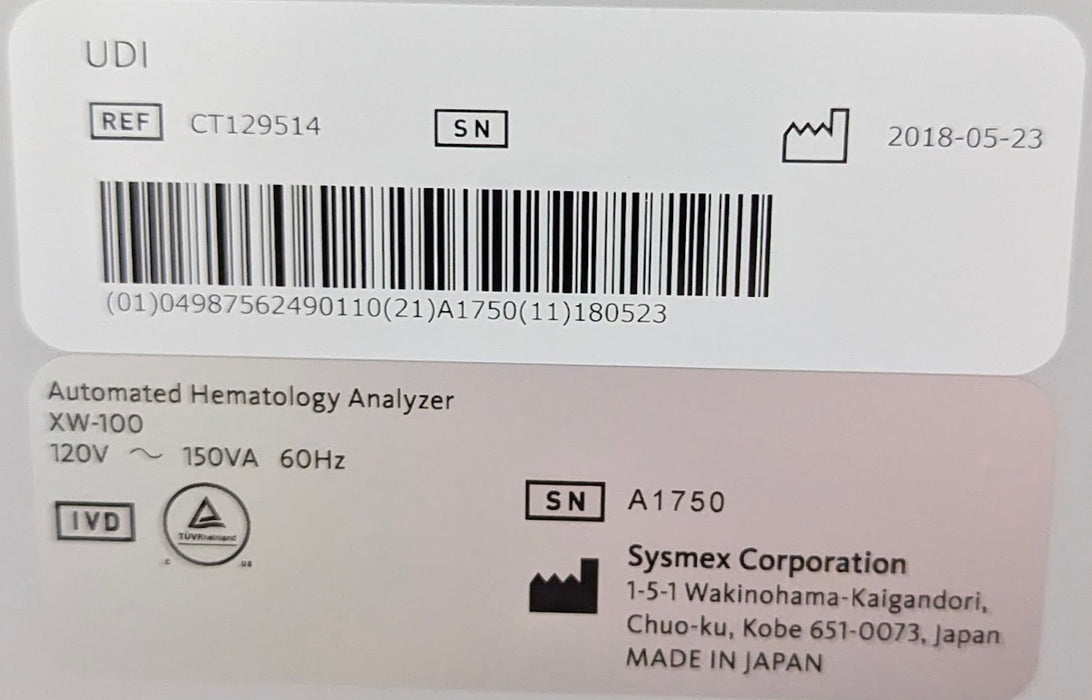 UDI
REF CT129514 SN 2018-05-23
(01)04987562490110(21)A1750(11)180523
Automated Hematology Analyzer
XW-100
120V ~ 150VA 60Hz
IVD
TÜVRheinland
C US
SN A1750
Sysmex Corporation
1-5-1 Wakinohama-Kaigandori,
Chuo-ku, Kobe 651-0073, Japan
MADE IN JAPAN